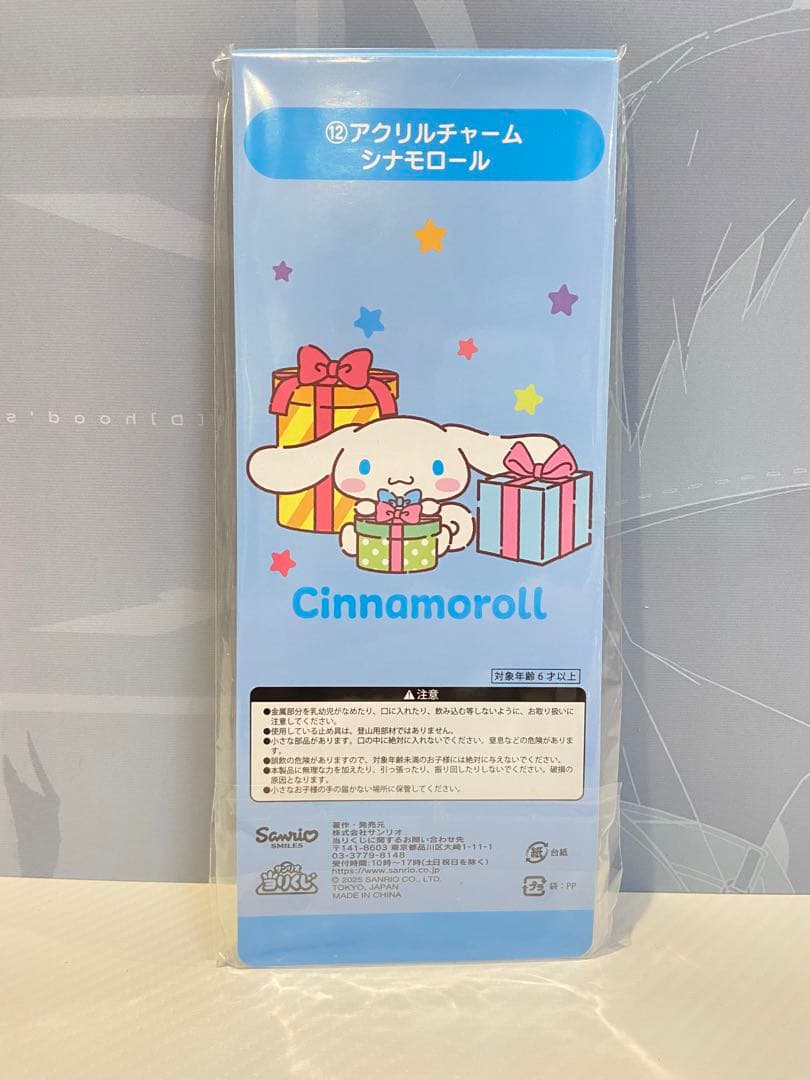 ⑫アクリルチャーム
シナモロール
[D]hood's
Cinnamoroll
対象年齢6才以上
⚠注意
●金属部分を乳幼児がなめたり、口に入れたり、飲み込む等しないように、お取り扱いに
注意してください。
●使用している止め具は、登山用部材ではありません。
●小さな部品があります。口の中に絶対に入れないでください。窒息などの危険がありま
す。
●誤飲の危険がありますので、対象年齢未満のお子様には絶対に与えないでください。
●本製品に無理な力を加えたり、引っ張ったり、振り回したりしないでください。破損の
原因となります。
●小さなお子様の手の届かない場所に保管してください。
Sanrio
SMILES
サンリオ
当りくじ
著作・発売元
株式会社サンリオ
当りくじに関するお問い合わせ先
〒141-8603 東京都品川区大崎1-11-1
03-3779-8148
受付時間:10時〜17時(土日祝日を除く)
https://www.sanrio.co.jp
© 2025 SANRIO CO., LTD.
TOKYO, JAPAN
MADE IN CHINA
紙 台紙
プラ 袋:PP